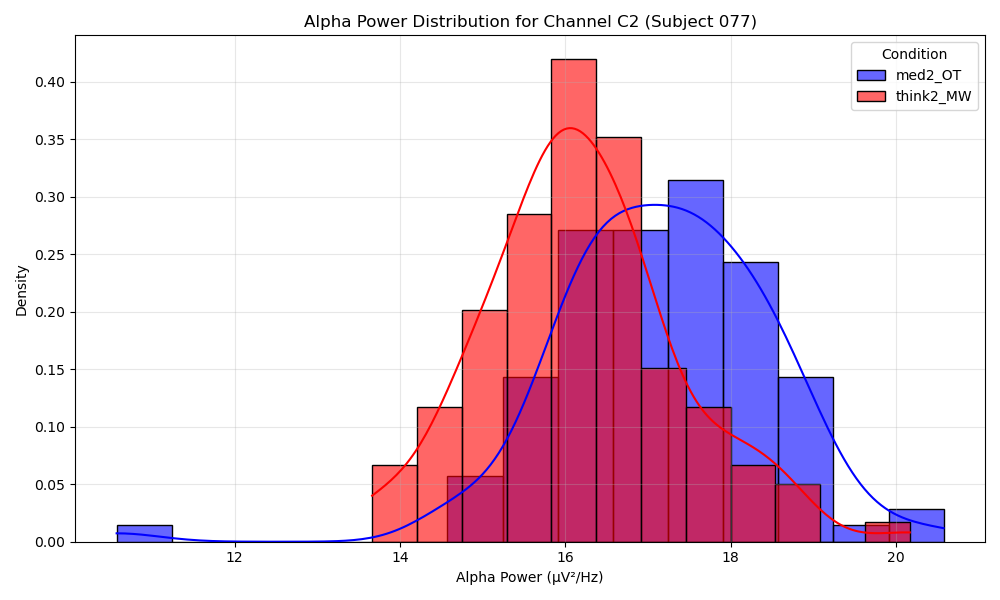 Alpha Power Distribution for Channel C2 (Subject 077)
Condition
med2_OT
think2_MW
Density
0.40
0.35
0.30
0.25
0.20
0.15
0.10
0.05
0.00
12
14
16
18
20
Alpha Power (µV²/Hz)